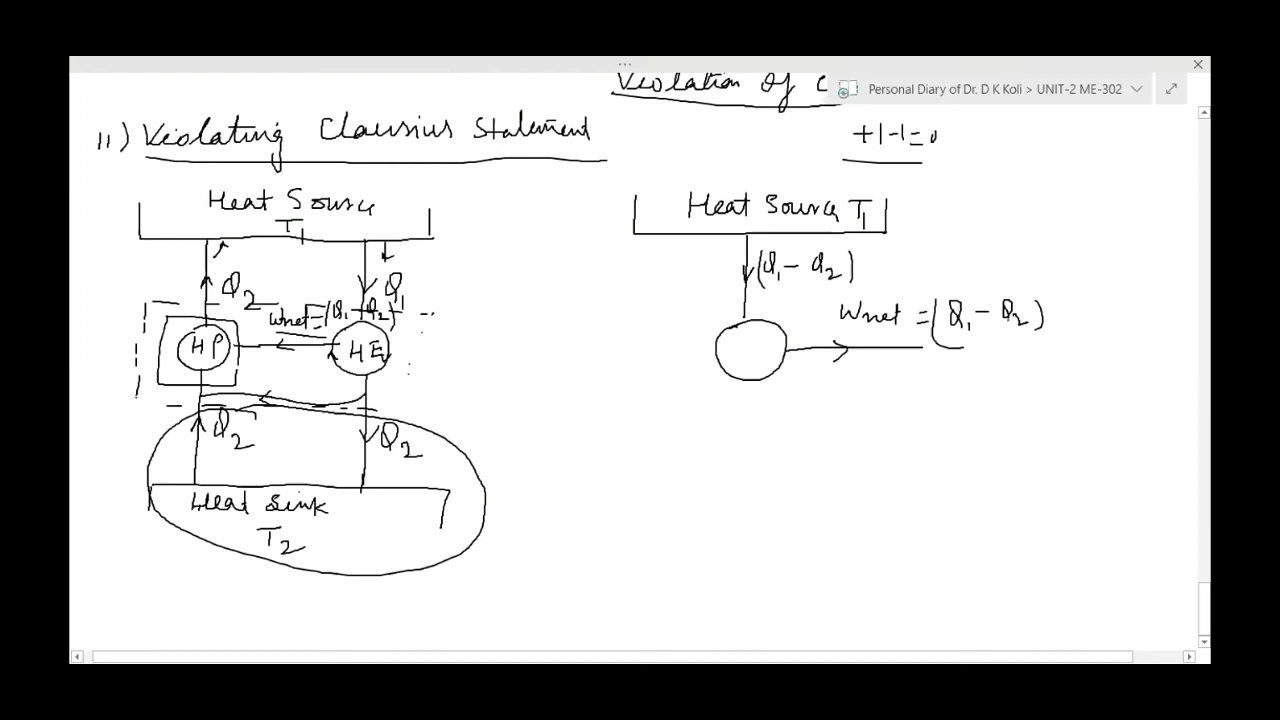 Violation of C
Personal Diary of Dr. D K Koli > UNIT-2 ME-302
11) Violating Clausius Statement
+1-1=0
Heat Source
T1
Heat Source T1
Q2
Q1
(Q1 - Q2)
Wnet = (Q1 - Q2)
Wnet = (Q1 - Q2)
HP
HE
Q2
Q2
Heat Sink
T2